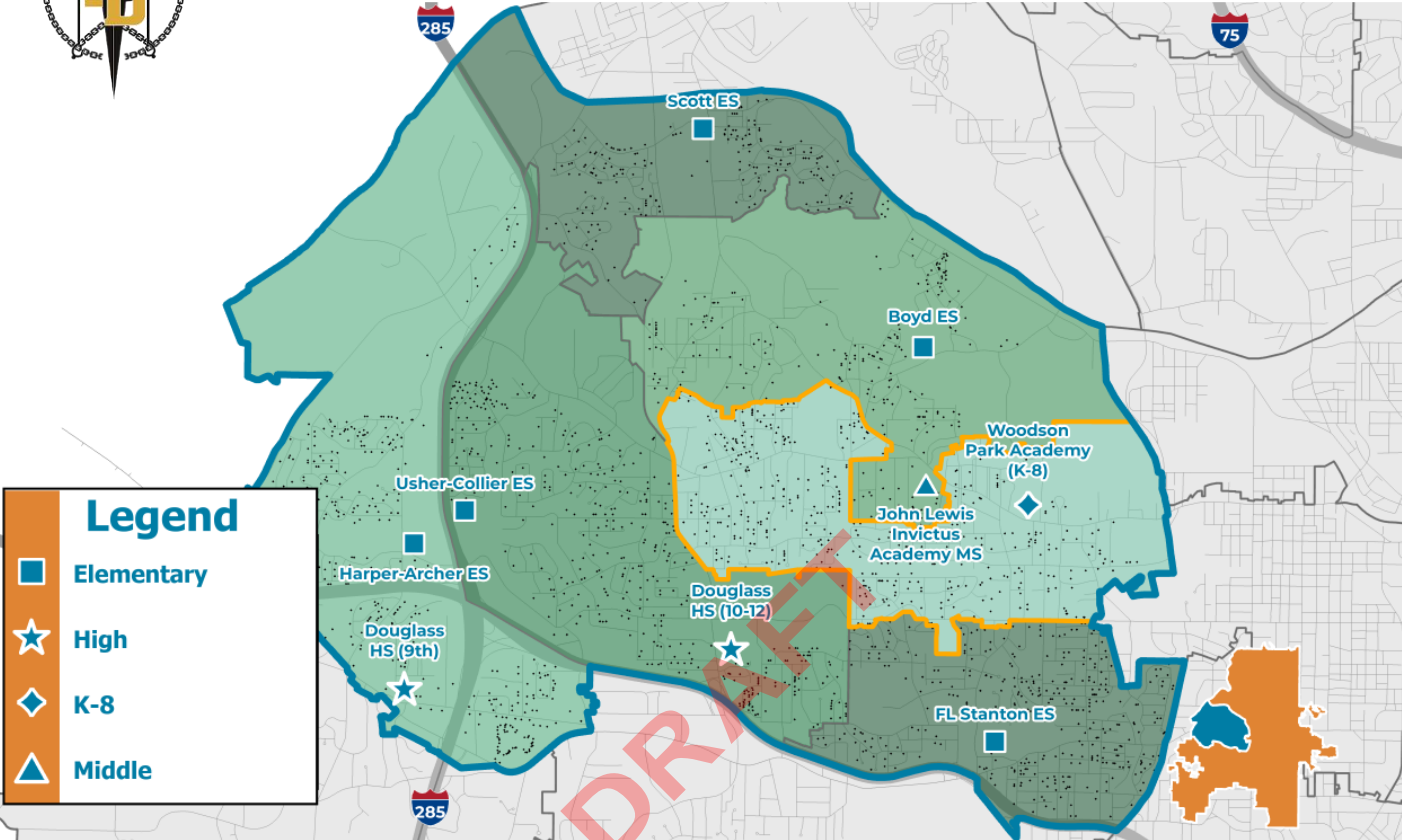 285
75
Scott ES
Boyd ES
Woodson
Park Academy
(K-8)
Usher-Collier ES
John Lewis
Invictus
Academy MS
Harper-Archer ES
Douglass
HS (10-12)
Douglass
HS (9th)
FL Stanton ES
DRAFT
Legend
Elementary
High
K-8
Middle
285